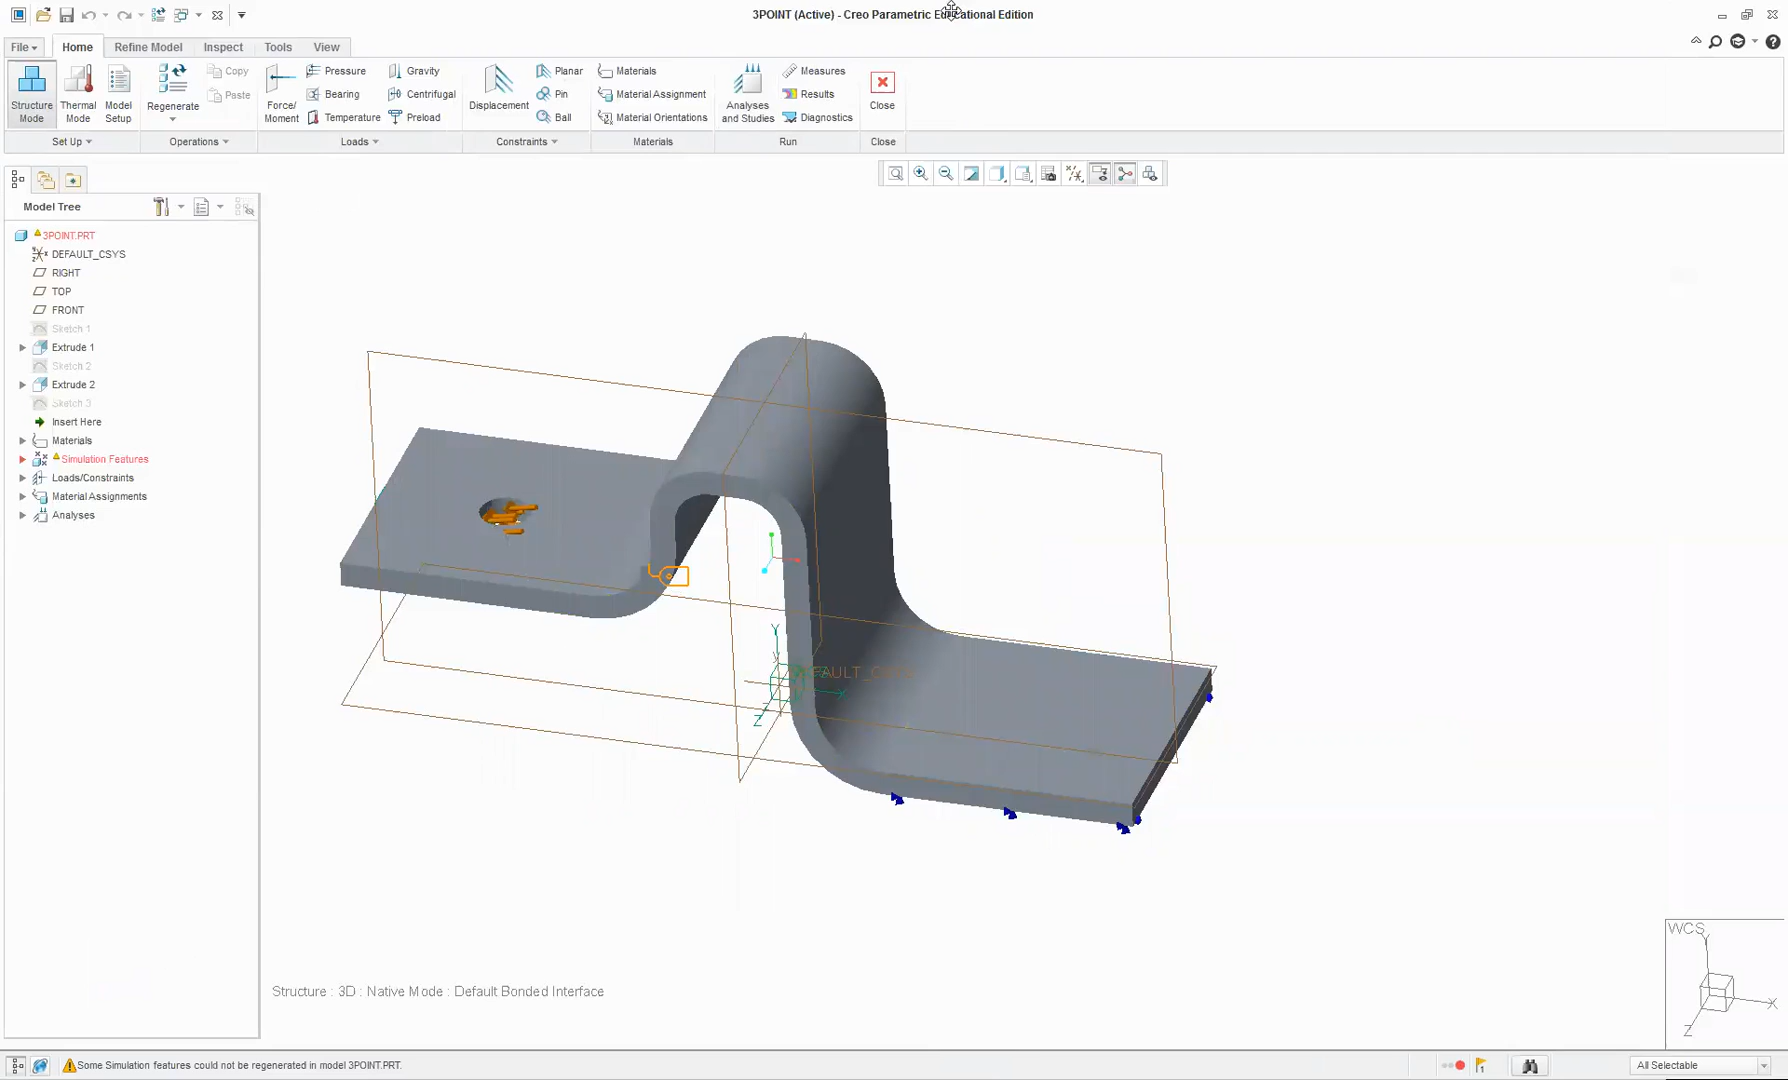 3POINT (Active) - Creo Parametric Educational Edition
File
Home
Refine Model
Inspect
Tools
View
Structure Mode
Thermal Mode
Model Setup
Regenerate
Copy
Paste
Force/Moment
Pressure
Bearing
Temperature
Gravity
Centrifugal
Preload
Displacement
Planar
Pin
Ball
Materials
Material Assignment
Material Orientations
Analyses and Studies
Measures
Results
Diagnostics
Close
Set Up
Operations
Loads
Constraints
Materials
Run
Close
Model Tree
3POINT.PRT
DEFAULT_CSYS
RIGHT
TOP
FRONT
Sketch 1
Extrude 1
Sketch 2
Extrude 2
Sketch 3
Insert Here
Materials
Simulation Features
Loads/Constraints
Material Assignments
Analyses
Y
DEFAULT_CSYS
X
Z
WCS
Y
X
Z
Structure : 3D : Native Mode : Default Bonded Interface
Some Simulation features could not be regenerated in model 3POINT.PRT.
1
All Selectable